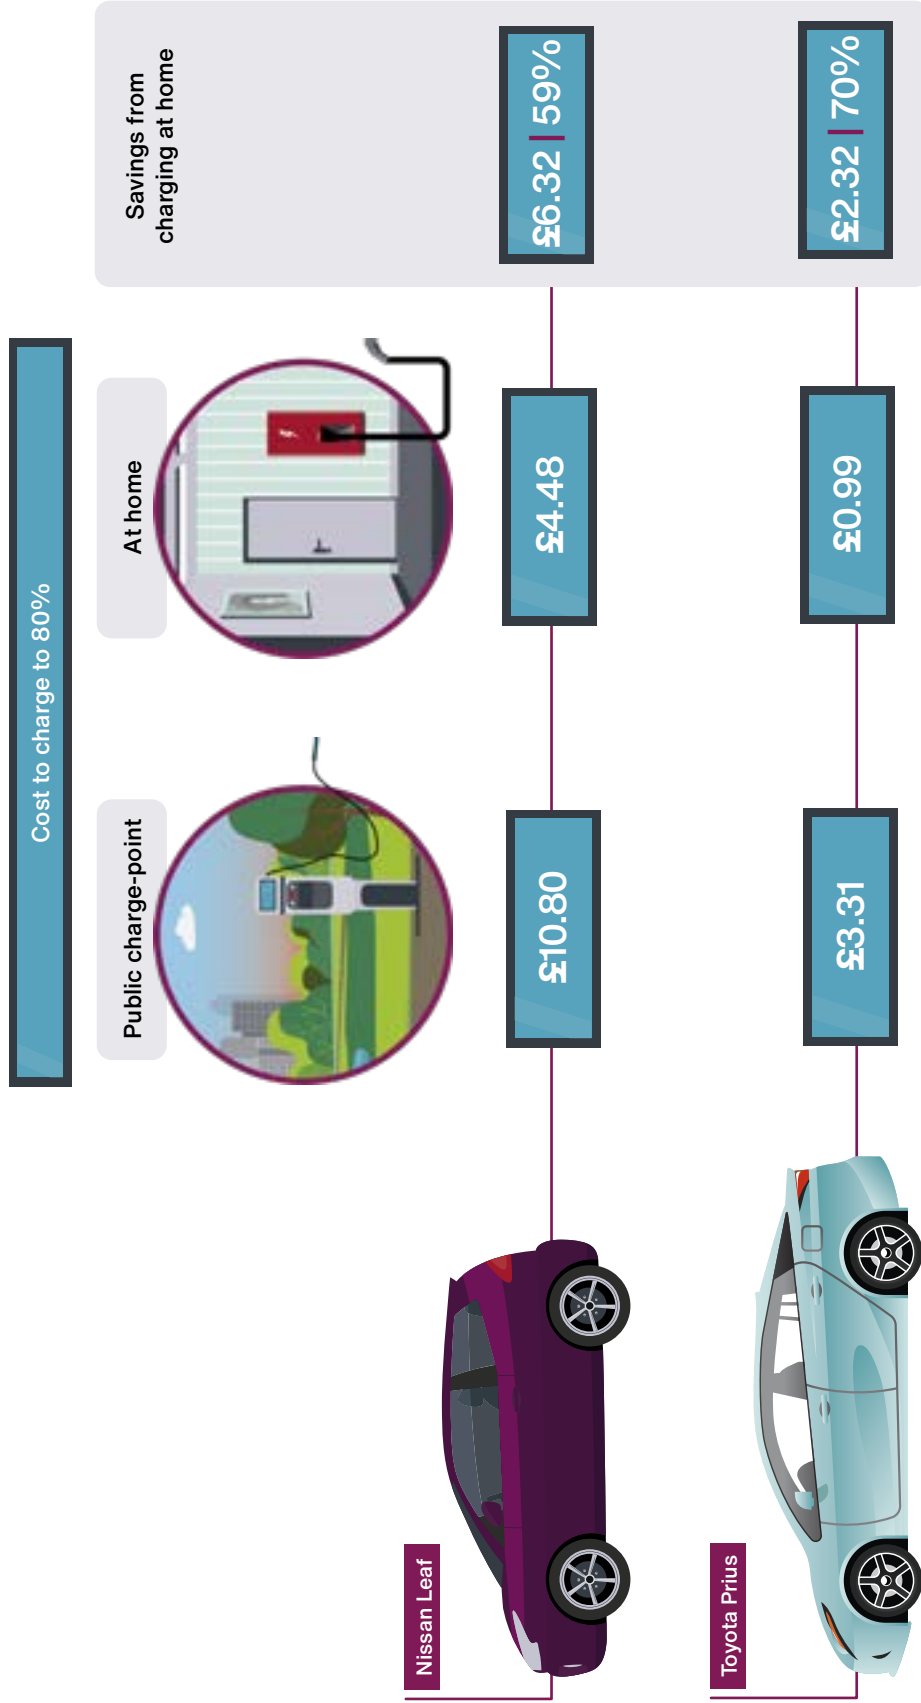 Cost to charge to 80%
Public charge-point
At home
Savings from
charging at home
Nissan Leaf
£10.80
£4.48
£6.32 | 59%
Toyota Prius
£3.31
£0.99
£2.32 | 70%